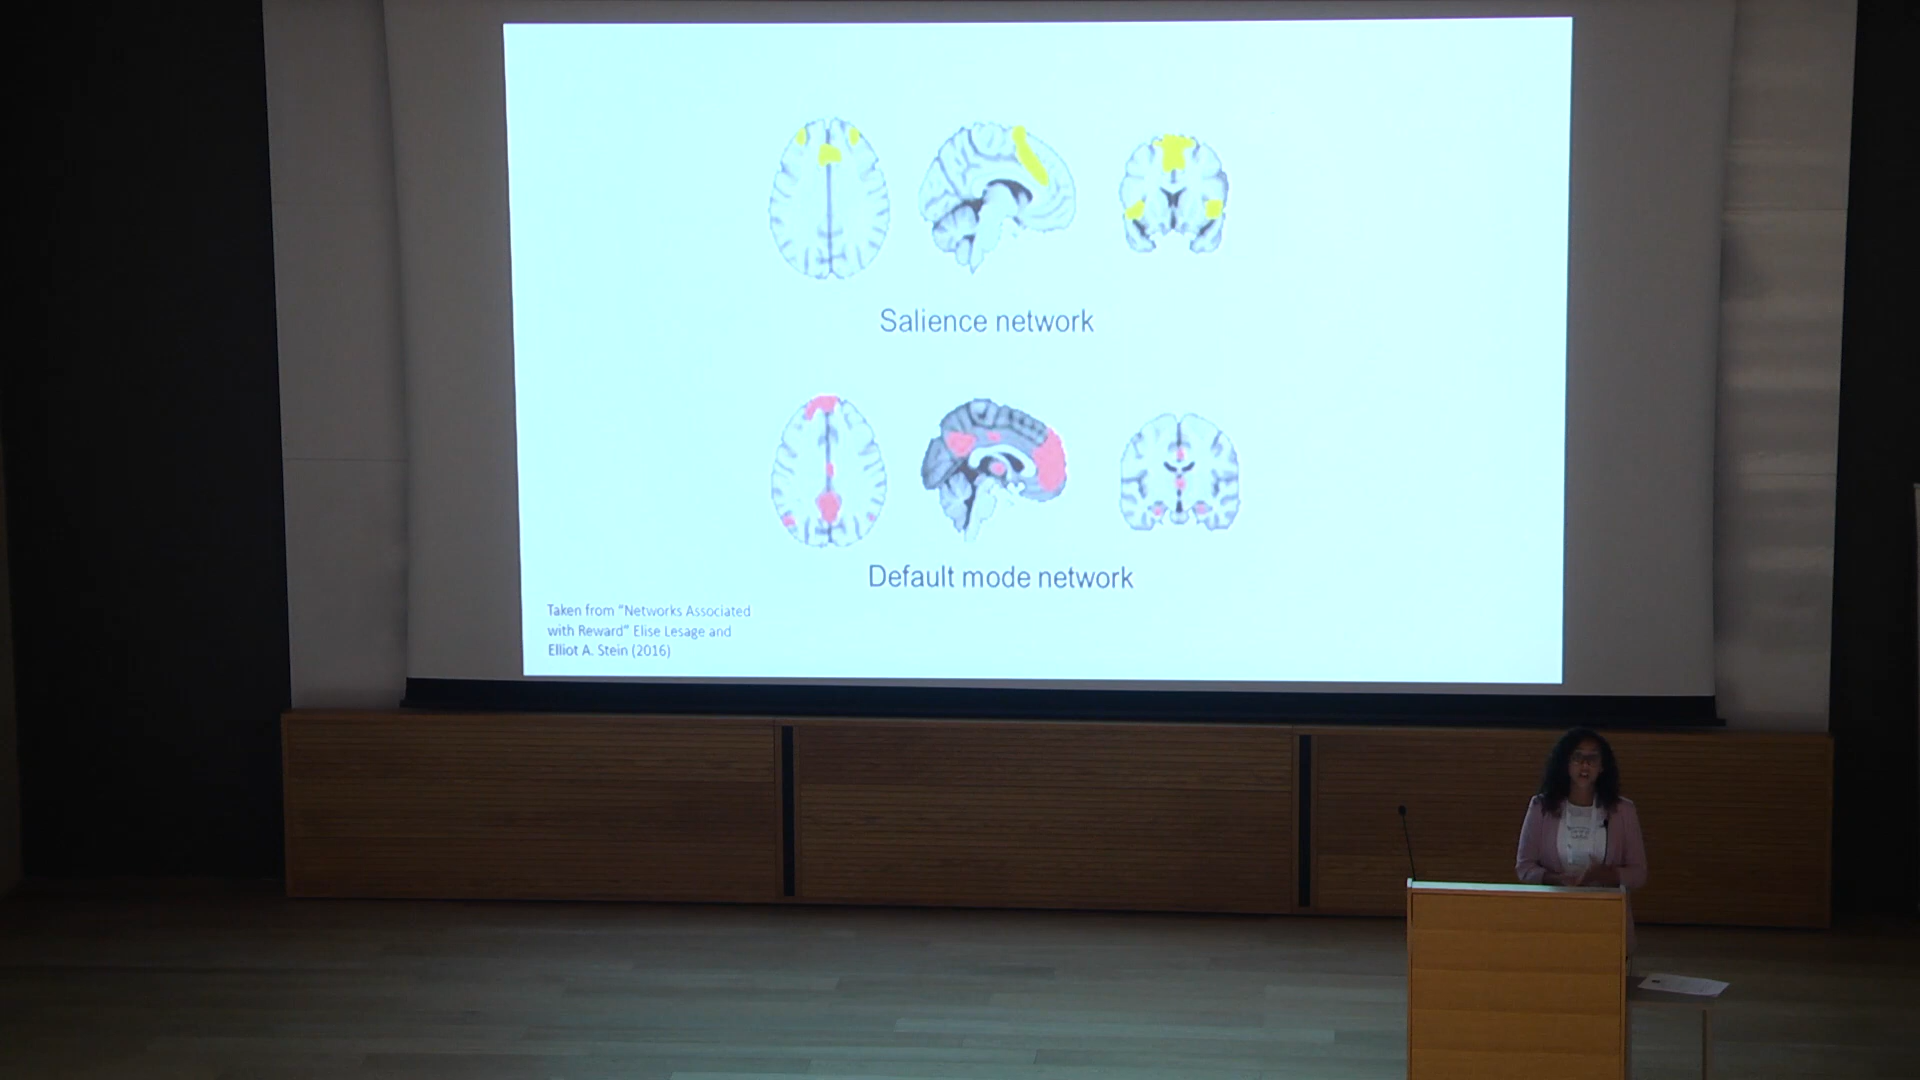 Salience network
Default mode network
Taken from “Networks Associated
with Reward” Elise Lesage and
Elliot A. Stein (2016)